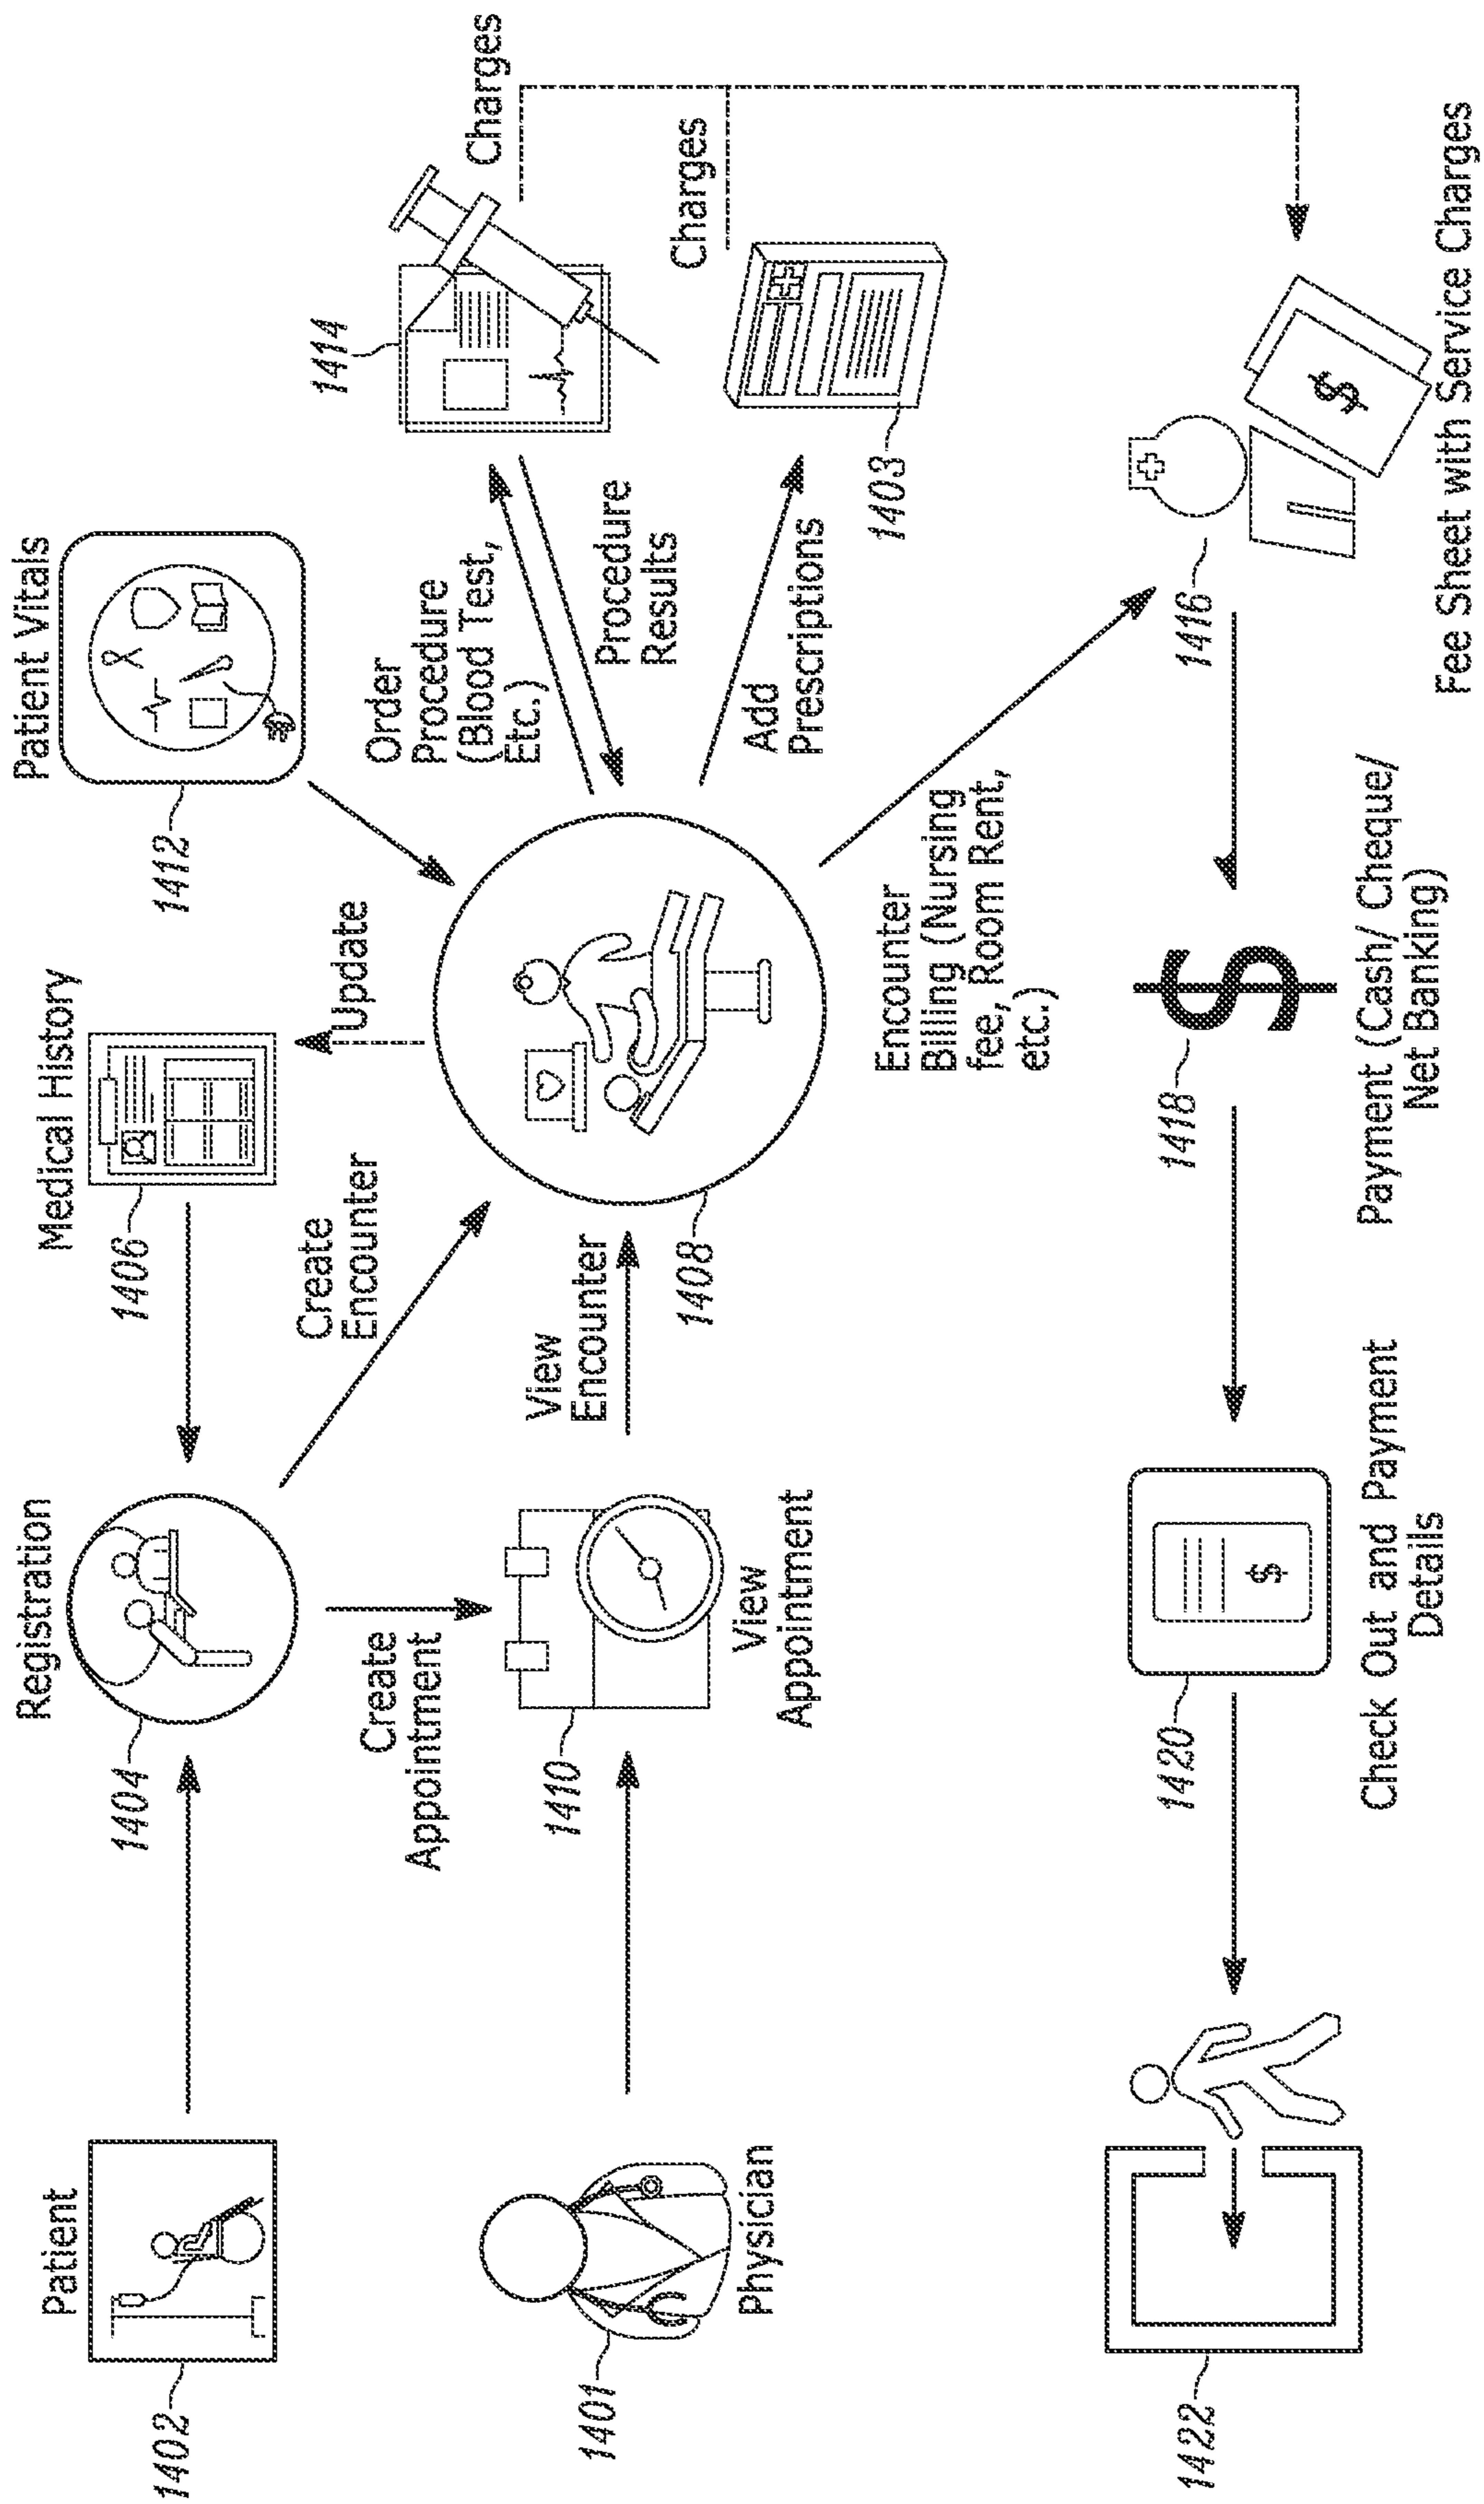 Patient
1402
Registration
1404
Medical History
1406
Patient Vitals
1412
Update
Create
Encounter
Create
Appointment
Order
Procedure
(Blood Test,
Etc.)
Procedure
Results
1414
Charges
Charges
Physician
1401
View
Appointment
1410
View
Encounter
1408
Add
Prescriptions
1403
Encounter
Billing (Nursing
fee, Room Rent,
etc.)
1422
Check Out and Payment
Details
1420
$
Payment (Cash/ Cheque/
Net Banking)
1418
$
1416
$
Fee Sheet with Service Charges